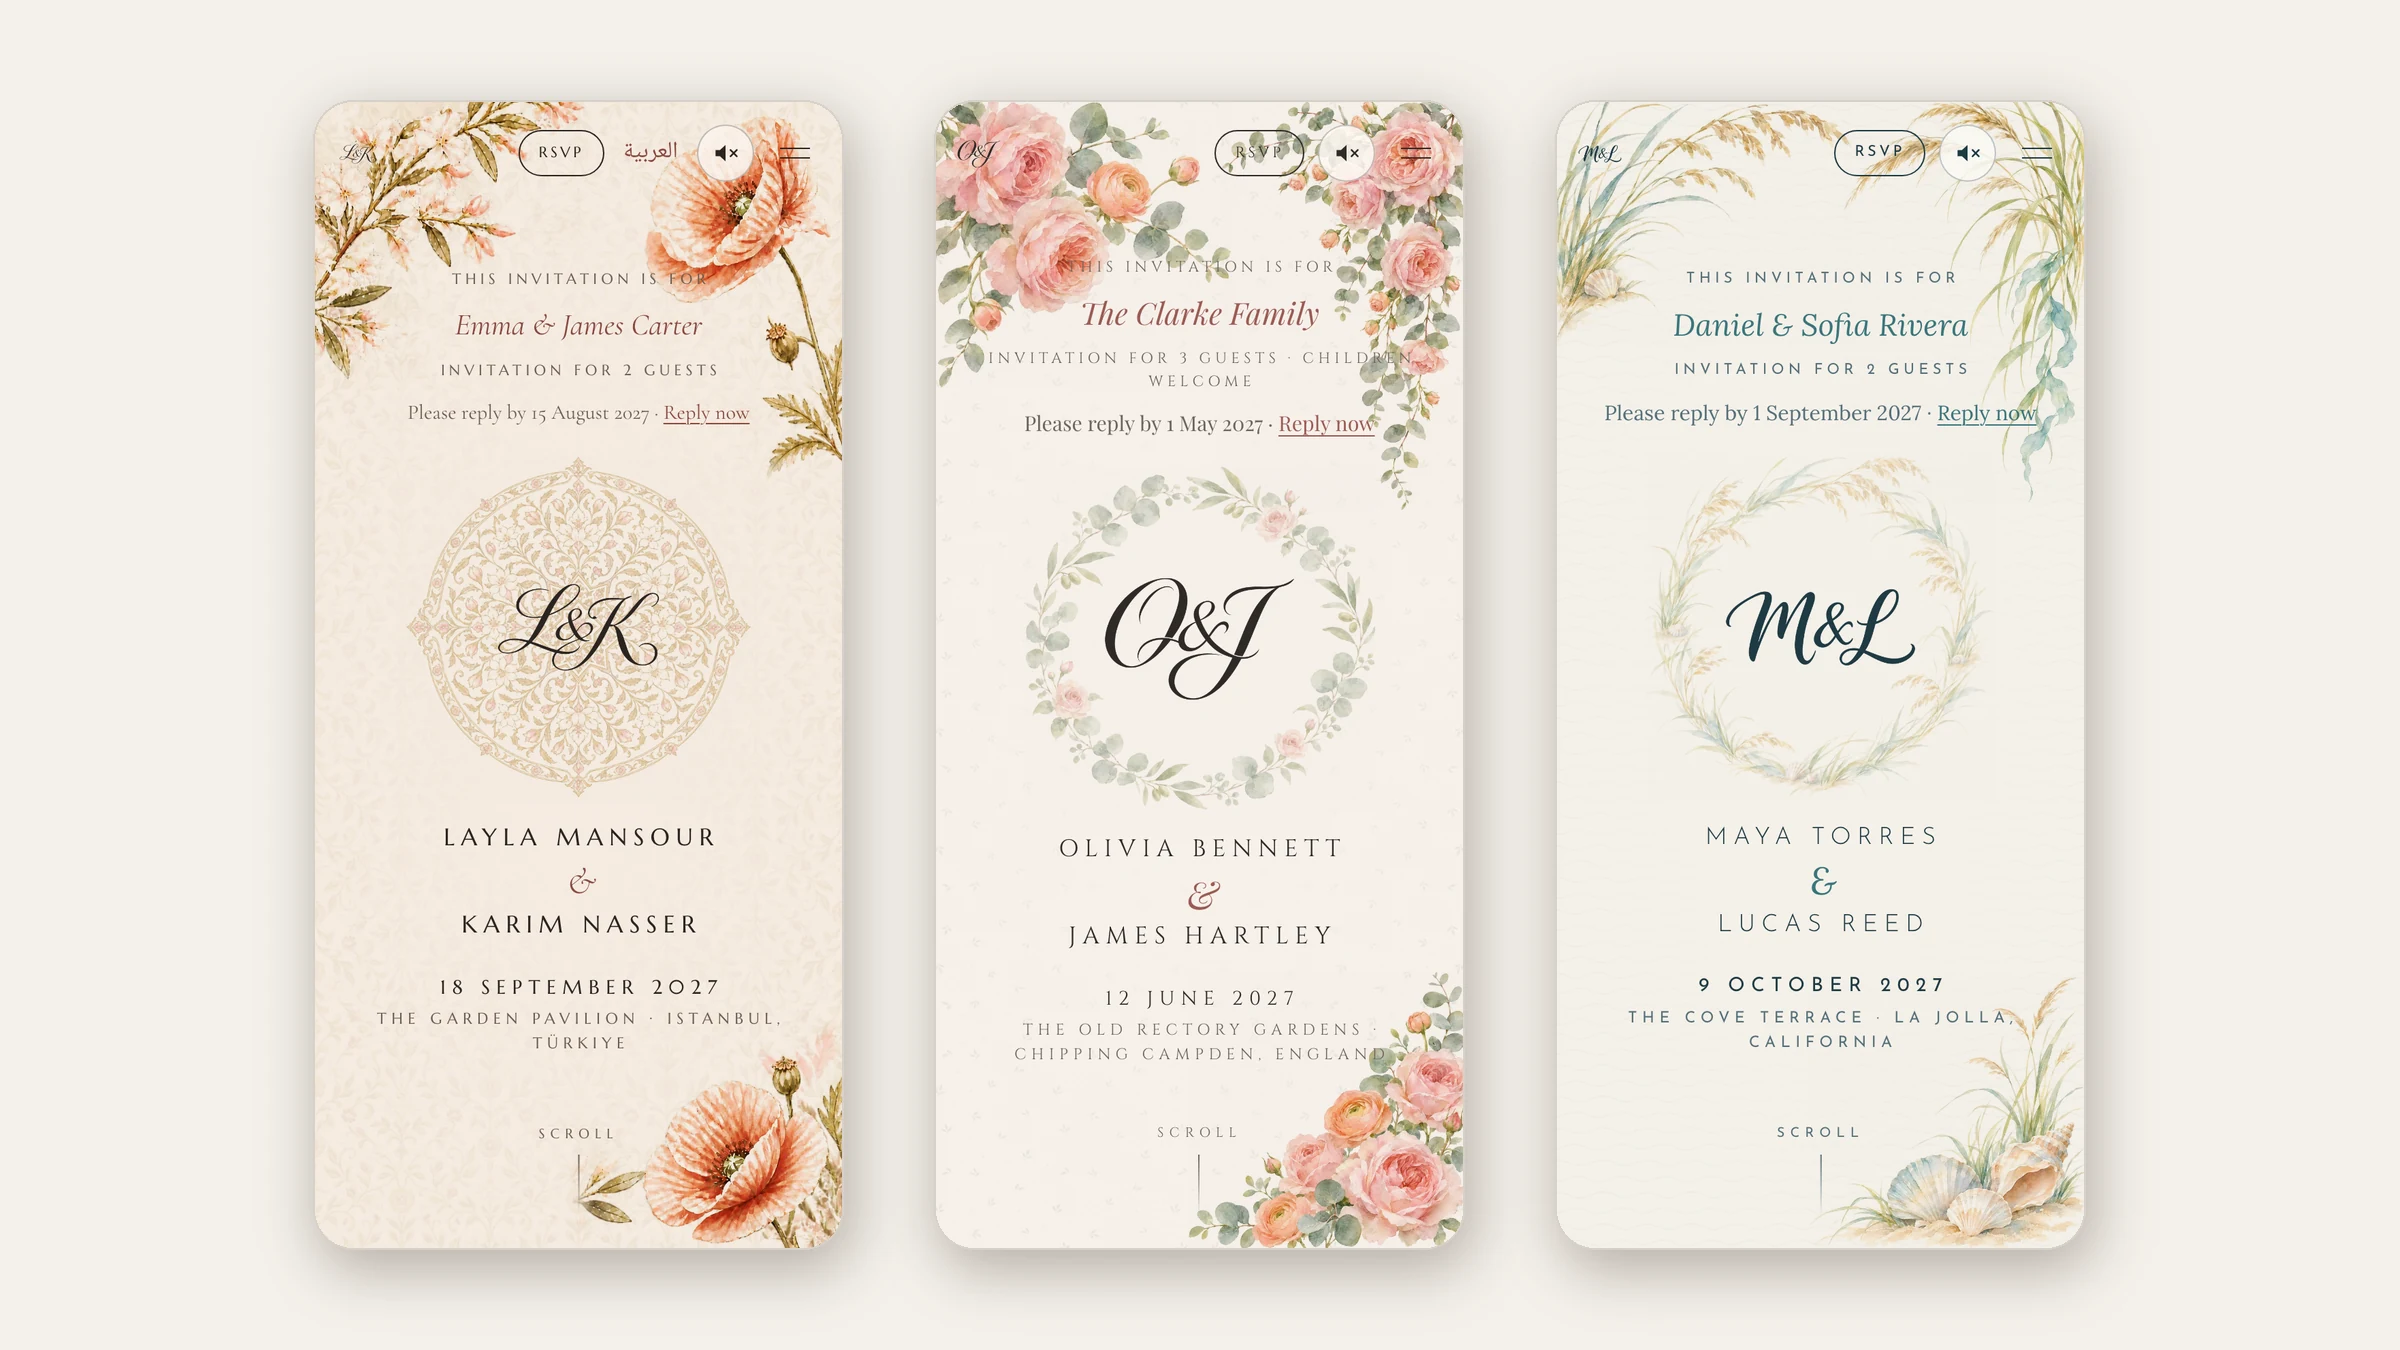 L&K
RSVP
العربية
THIS INVITATION IS FOR
Emma & James Carter
INVITATION FOR 2 GUESTS
Please reply by 15 August 2027 · Reply now
L&K
LAYLA MANSOUR
&
KARIM NASSER
18 SEPTEMBER 2027
THE GARDEN PAVILION · ISTANBUL,
TÜRKIYE
SCROLL
O&J
RSVP
THIS INVITATION IS FOR
The Clarke Family
INVITATION FOR 3 GUESTS · CHILDREN
WELCOME
Please reply by 1 May 2027 · Reply now
O&J
OLIVIA BENNETT
&
JAMES HARTLEY
12 JUNE 2027
THE OLD RECTORY GARDENS ·
CHIPPING CAMPDEN, ENGLAND
SCROLL
M&L
RSVP
THIS INVITATION IS FOR
Daniel & Sofia Rivera
INVITATION FOR 2 GUESTS
Please reply by 1 September 2027 · Reply now
M&L
MAYA TORRES
&
LUCAS REED
9 OCTOBER 2027
THE COVE TERRACE · LA JOLLA,
CALIFORNIA
SCROLL